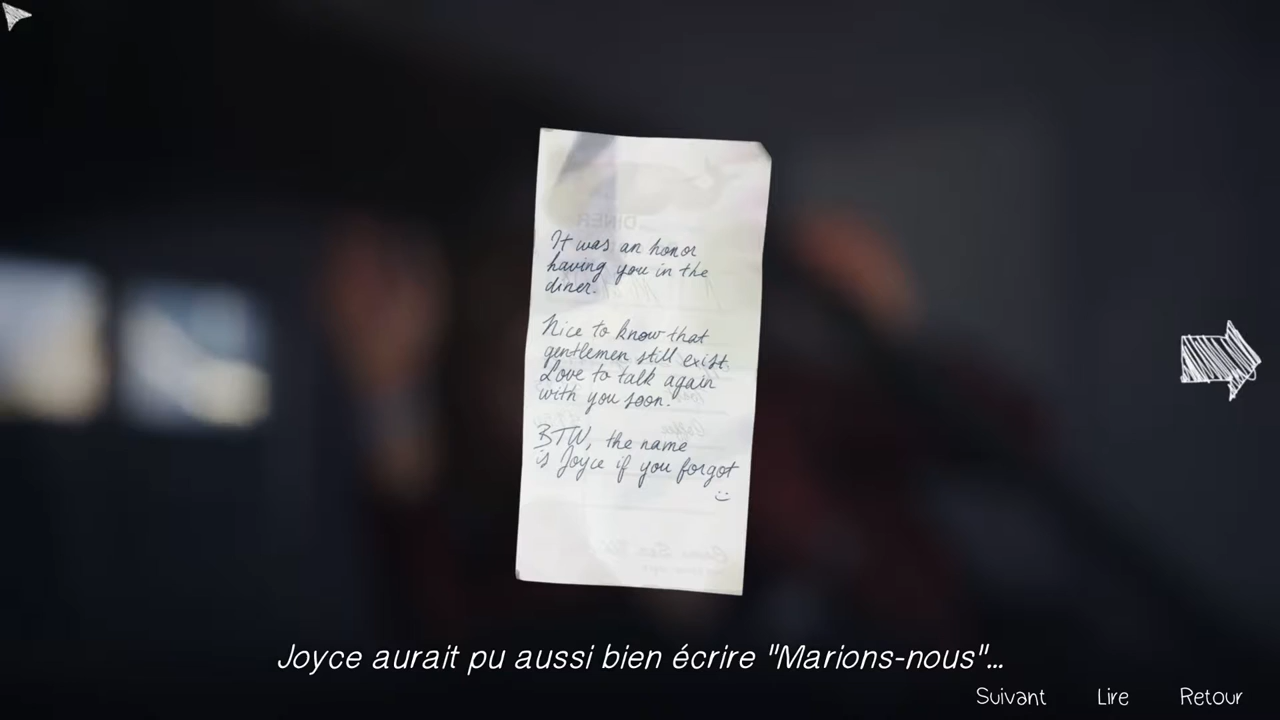 DINER
It was an honor
having you in the
diner.
Nice to know that
gentlemen still exist
Love to talk again
with you soon.
BTW, the name
is Joyce if you forgot
Joyce aurait pu aussi bien écrire "Marions-nous"...
Suivant Lire Retour